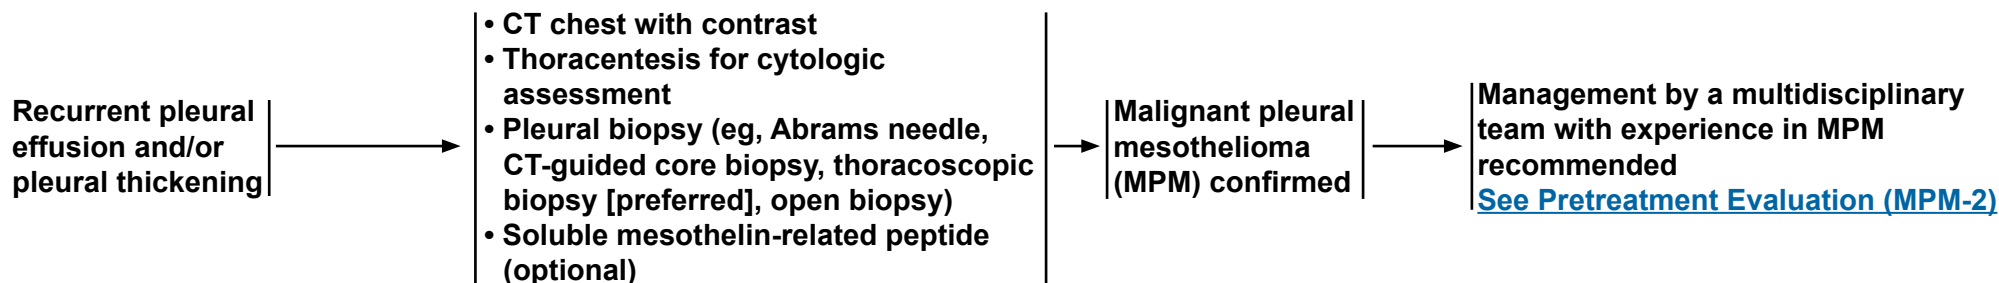 Recurrent pleural
effusion and/or
pleural thickening
• CT chest with contrast
• Thoracentesis for cytologic
assessment
• Pleural biopsy (eg, Abrams needle,
CT-guided core biopsy, thoracoscopic
biopsy [preferred], open biopsy)
• Soluble mesothelin-related peptide
(optional)
Malignant pleural
mesothelioma
(MPM) confirmed
Management by a multidisciplinary
team with experience in MPM
recommended
See Pretreatment Evaluation (MPM-2)